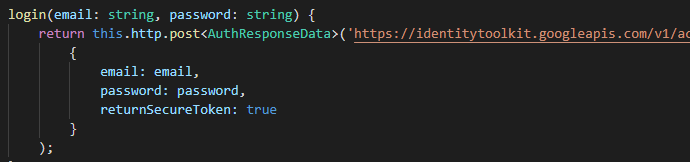 login(email: string, password: string) {
return this.http.post<AuthResponseData>('https://identitytoolkit.googleapis.com/v1/ac
{
email: email,
password: password,
returnSecureToken: true
}
);